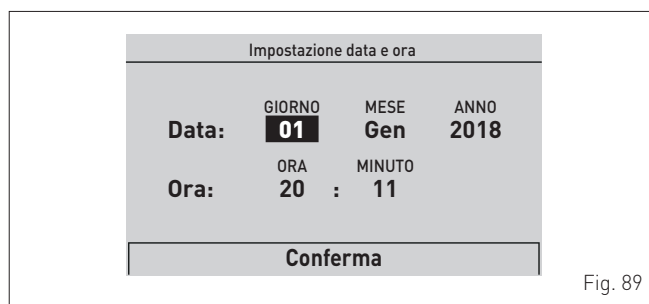 Impostazione data e ora
GIORNO MESE ANNO
Data: 01 Gen 2018
ORA MINUTO
Ora: 20 : 11
Conferma
Fig. 89